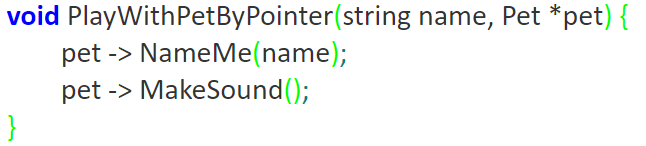 void PlayWithPetByPointer(string name, Pet *pet) {
pet -> NameMe(name);
pet -> MakeSound();
}